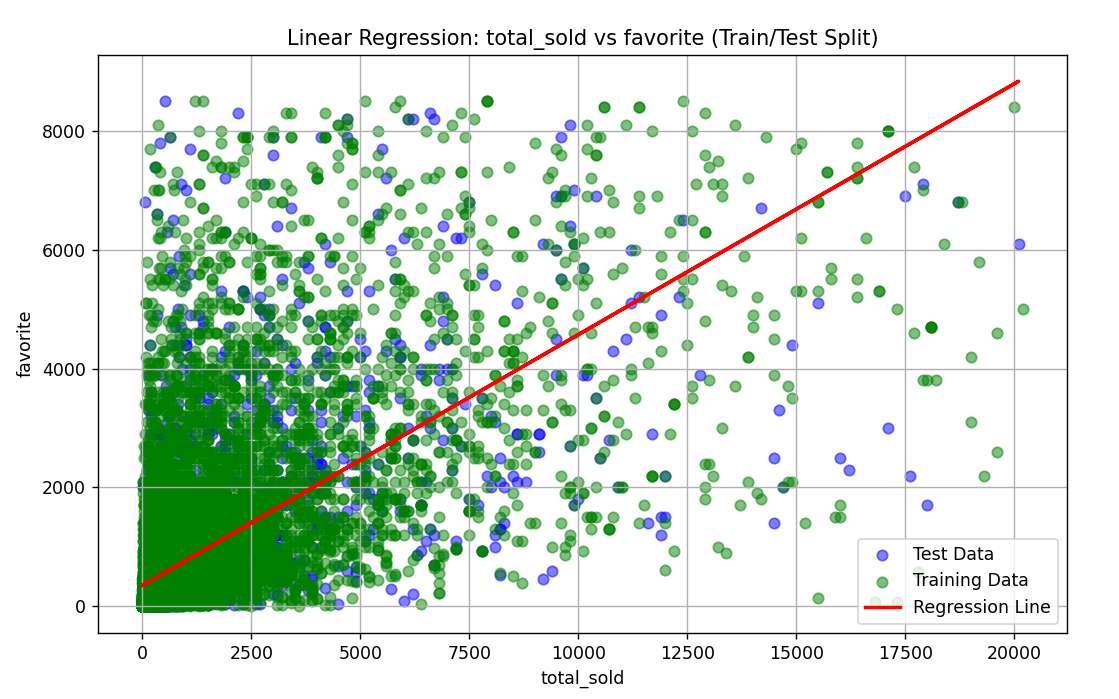 Linear Regression: total_sold vs favorite (Train/Test Split)
favorite
8000
6000
4000
2000
0
Test Data
Training Data
Regression Line
0 2500 5000 7500 10000 12500 15000 17500 20000
total_sold